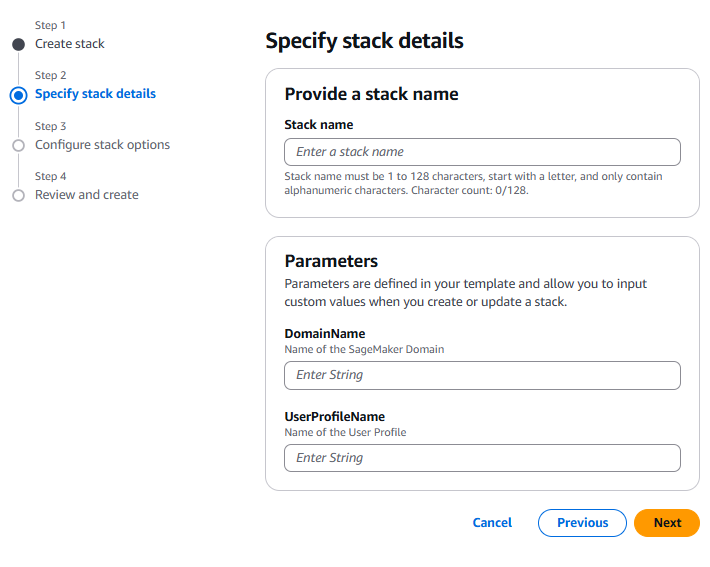 Step 1
Create stack
Step 2
Specify stack details
Step 3
Configure stack options
Step 4
Review and create
Specify stack details
Provide a stack name
Stack name
Enter a stack name
Stack name must be 1 to 128 characters, start with a letter, and only contain
alphanumeric characters. Character count: 0/128.
Parameters
Parameters are defined in your template and allow you to input
custom values when you create or update a stack.
DomainName
Name of the SageMaker Domain
Enter String
UserProfileName
Name of the User Profile
Enter String
Cancel
Previous
Next